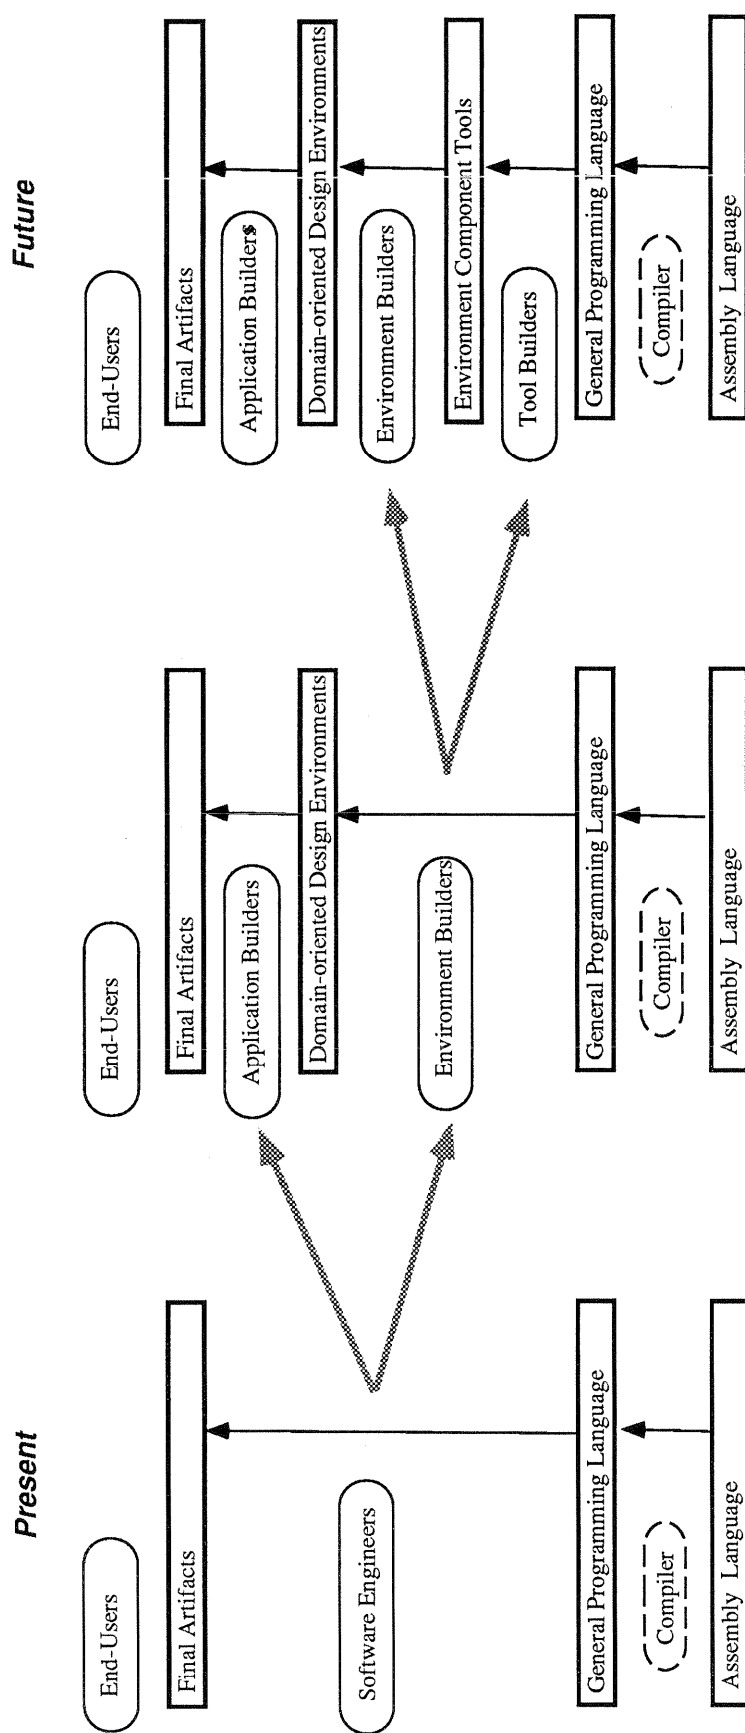 Present
Future
End-Users
Final Artifacts
Software Engineers
General Programming Language
Compiler
Assembly Language
End-Users
Final Artifacts
Application Builders
Domain-oriented Design Environments
Environment Builders
General Programming Language
Compiler
Assembly Language
End-Users
Final Artifacts
Application Builders
Domain-oriented Design Environments
Environment Builders
Environment Component Tools
Tool Builders
General Programming Language
Compiler
Assembly Language